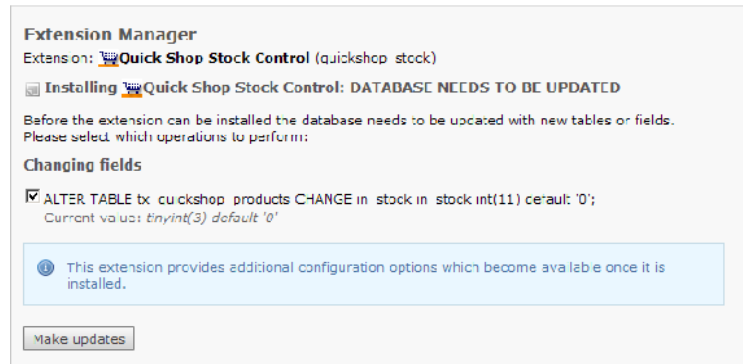 Extension Manager
Extension: Quick Shop Stock Control (quickshop_stock)
Installing Quick Shop Stock Control: DATABASE NEEDS TO BE UPDATED
Before the extension can be installed the database needs to be updated with new tables or fields.
Please select which operations to perform:
Changing fields
ALTER TABLE tx_quickshop_products CHANGE in_stock in_stock int(11) default '0';
Current value: tinyint(3) default '0'
This extension provides additional configuration options which become available once it is
installed.
Make updates